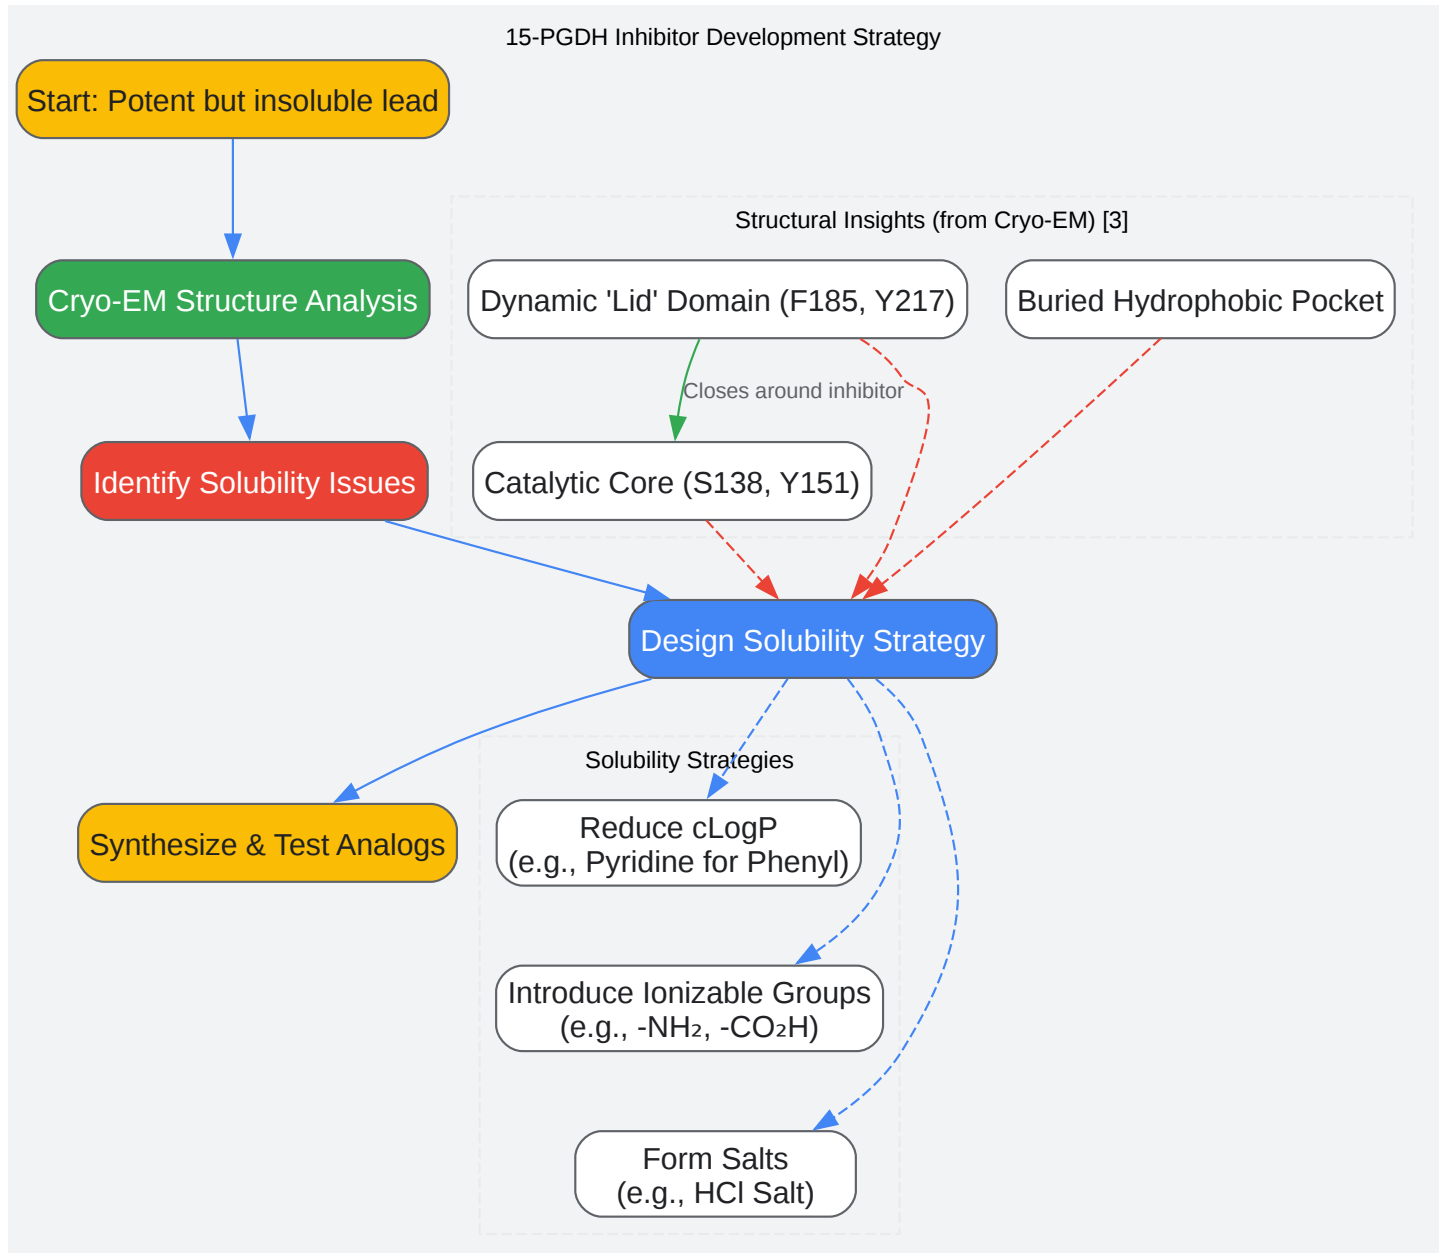 15-PGDH Inhibitor Development Strategy
Start: Potent but insoluble lead
Structural Insights (from Cryo-EM) [3]
Cryo-EM Structure Analysis
Dynamic 'Lid' Domain (F185, Y217)
Buried Hydrophobic Pocket
Closes around inhibitor
Identify Solubility Issues
Catalytic Core (S138, Y151)
Design Solubility Strategy
Solubility Strategies
Synthesize & Test Analogs
Reduce cLogP
(e.g., Pyridine for Phenyl)
Introduce Ionizable Groups
(e.g., -NH₂, -CO₂H)
Form Salts
(e.g., HCl Salt)